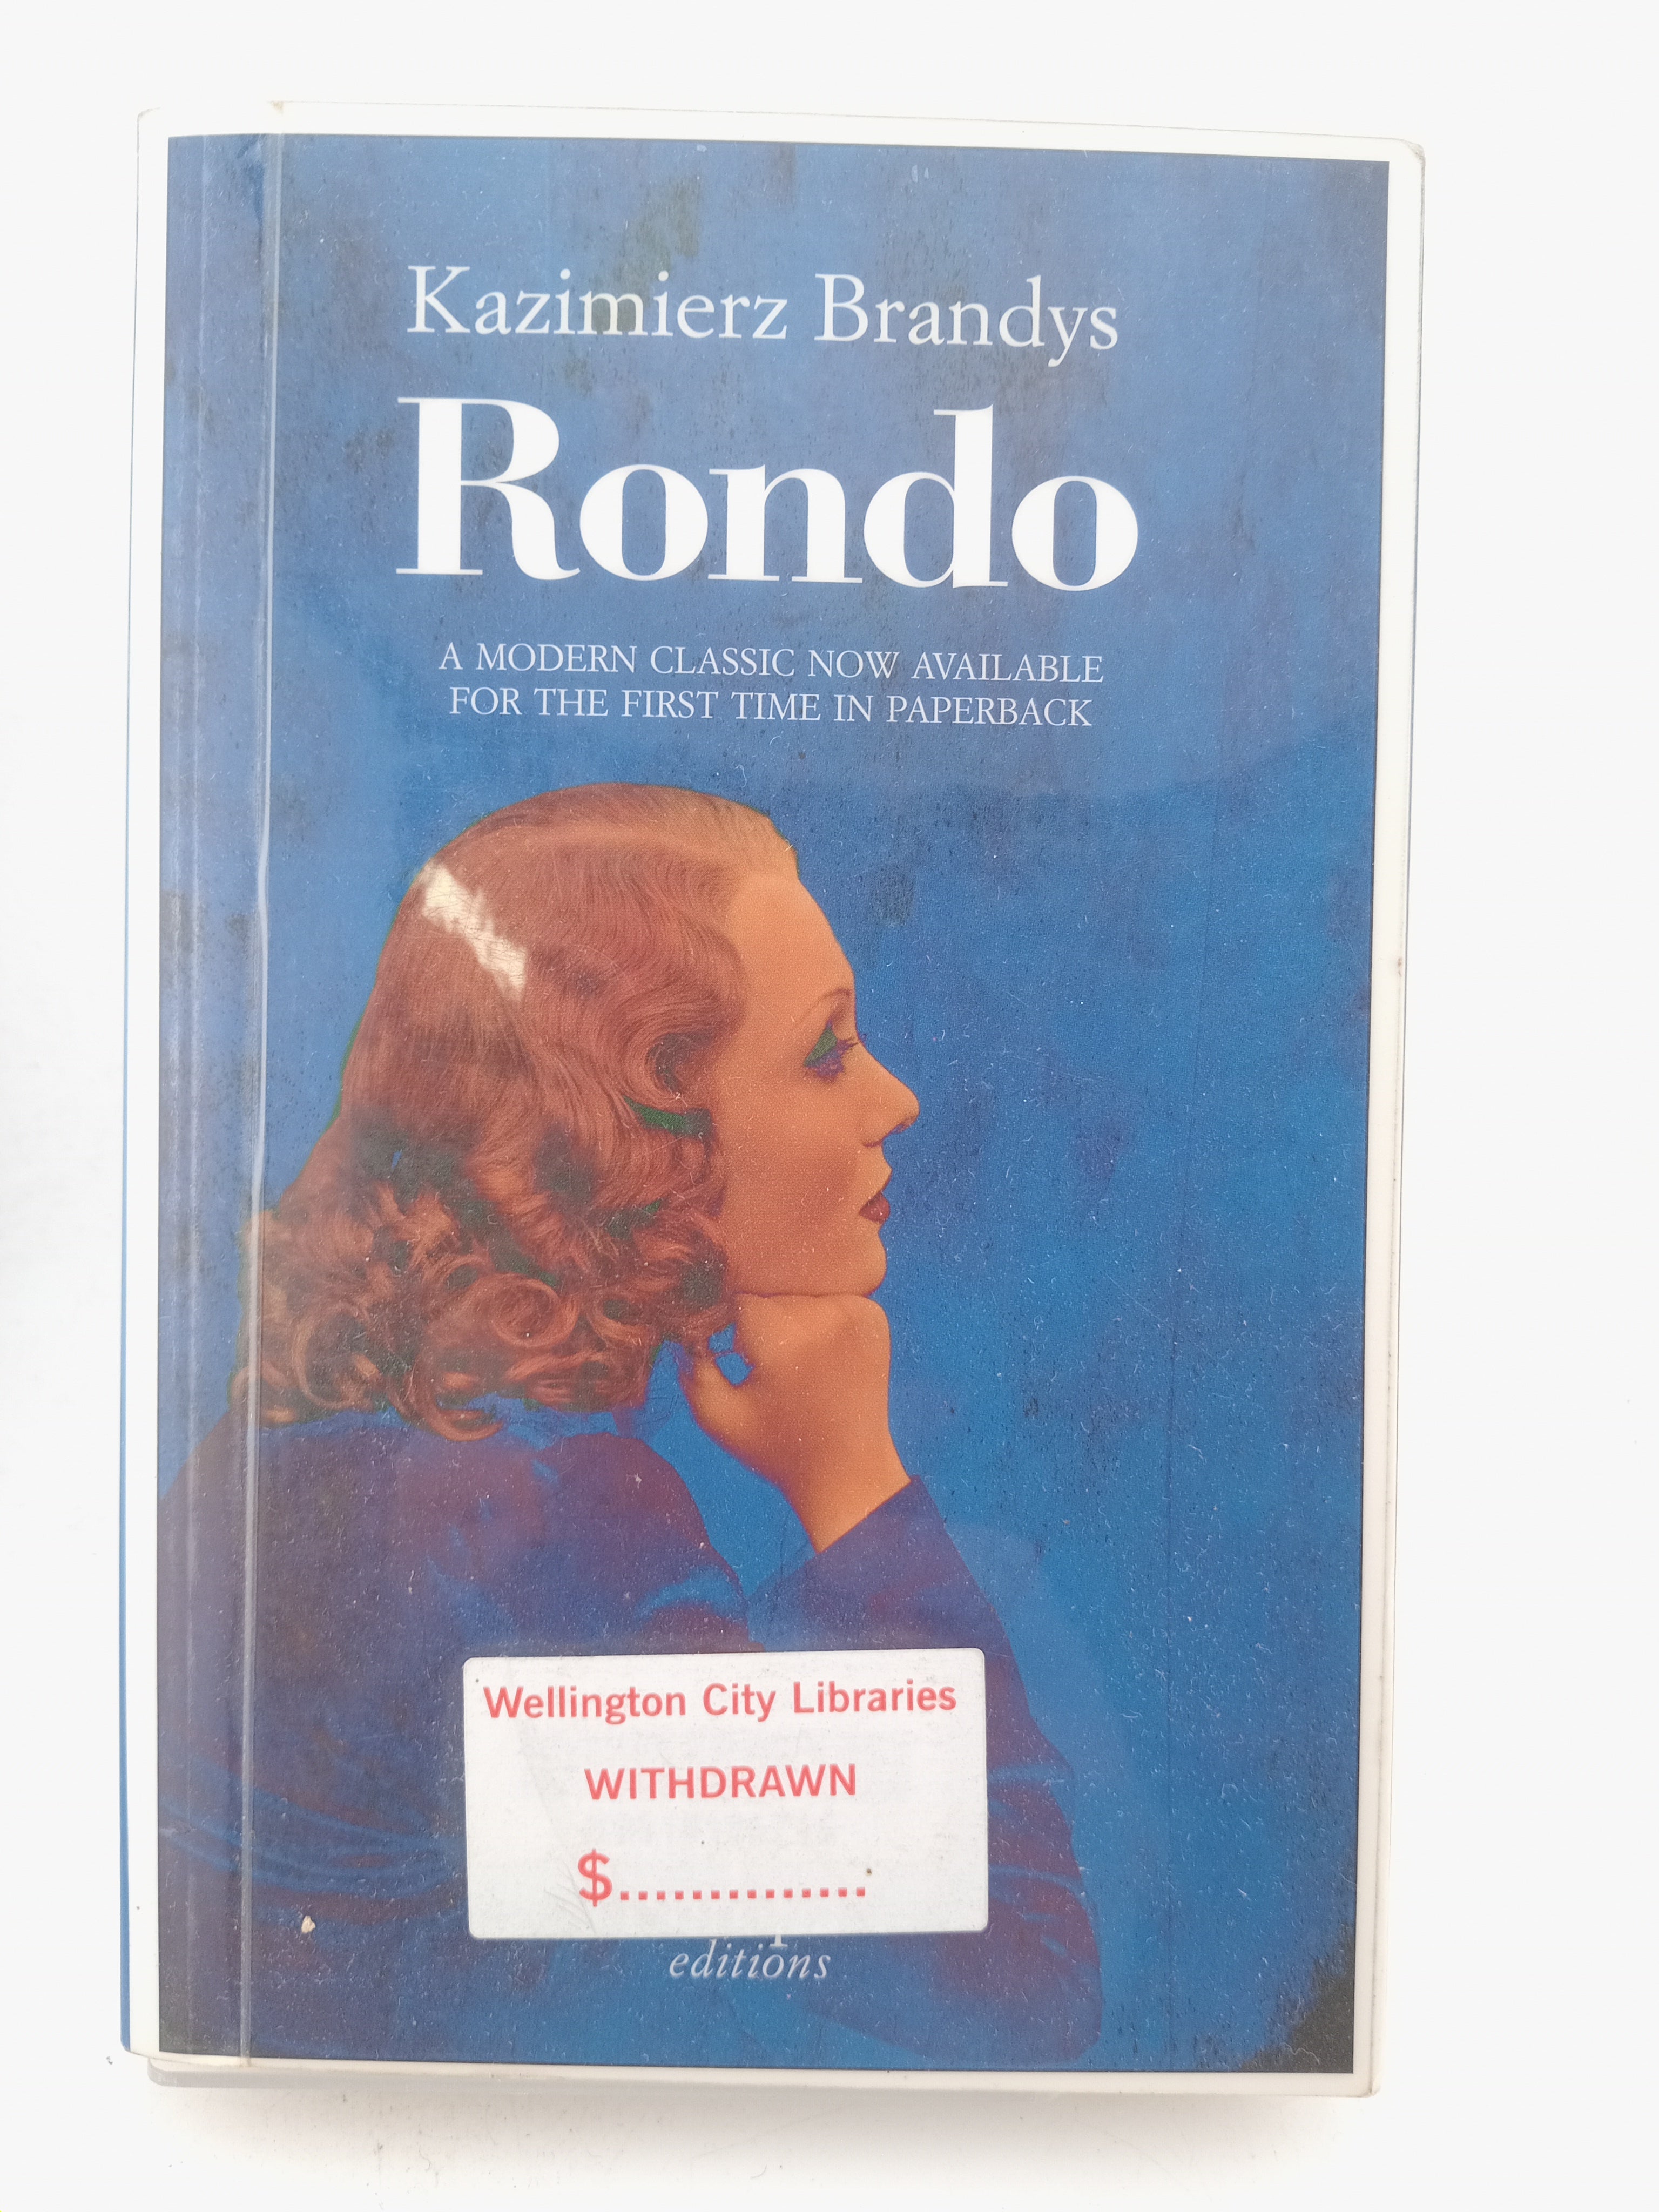 Kazimierz Brandys
Rondo
A MODERN CLASSIC NOW AVAILABLE
FOR THE FIRST TIME IN PAPERBACK
Wellington City Libraries
WITHDRAWN
$..............
editions